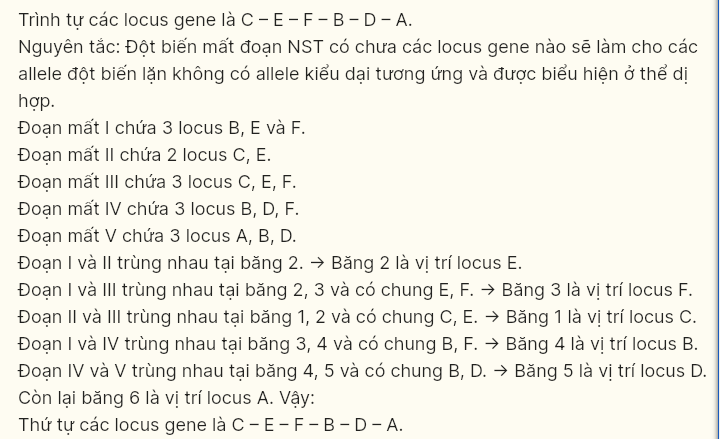 Trình tự các locus gene là C – E – F – B – D – A.
Nguyên tắc: Đột biến mất đoạn NST có chưa các locus gene nào sẽ làm cho các
allele đột biến lặn không có allele kiểu dại tương ứng và được biểu hiện ở thể dị
hợp.
Đoạn mất I chứa 3 locus B, E và F.
Đoạn mất II chứa 2 locus C, E.
Đoạn mất III chứa 3 locus C, E, F.
Đoạn mất IV chứa 3 locus B, D, F.
Đoạn mất V chứa 3 locus A, B, D.
Đoạn I và II trùng nhau tại băng 2. → Băng 2 là vị trí locus E.
Đoạn I và III trùng nhau tại băng 2, 3 và có chung E, F. → Băng 3 là vị trí locus F.
Đoạn II và III trùng nhau tại băng 1, 2 và có chung C, E. → Băng 1 là vị trí locus C.
Đoạn I và IV trùng nhau tại băng 3, 4 và có chung B, F. → Băng 4 là vị trí locus B.
Đoạn IV và V trùng nhau tại băng 4, 5 và có chung B, D. → Băng 5 là vị trí locus D.
Còn lại băng 6 là vị trí locus A. Vậy:
Thứ tự các locus gene là C – E – F – B – D – A.